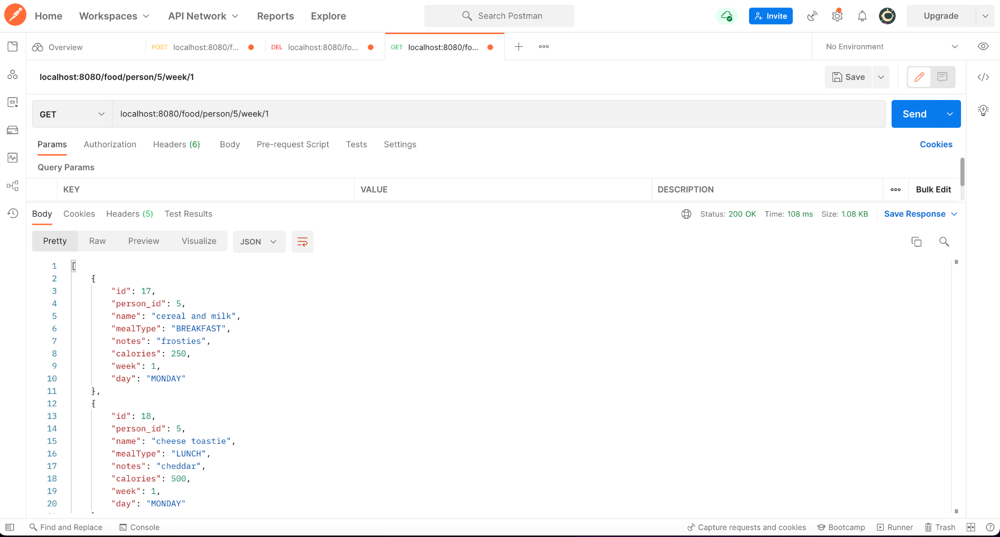 Home Workspaces API Network Reports Explore Search Postman Invite Upgrade
Overview POST localhost:8080/f... DEL localhost:8080/fo... GET localhost:8080/fo... No Environment
localhost:8080/food/person/5/week/1 Save
GET localhost:8080/food/person/5/week/1 Send
Params Authorization Headers (6) Body Pre-request Script Tests Settings Cookies
Query Params
KEY VALUE DESCRIPTION Bulk Edit
Body Cookies Headers (5) Test Results Status: 200 OK Time: 108 ms Size: 1.08 KB Save Response
Pretty Raw Preview Visualize JSON
1 [
2 {
3 "id": 17,
4 "person_id": 5,
5 "name": "cereal and milk",
6 "mealType": "BREAKFAST",
7 "notes": "frosties",
8 "calories": 250,
9 "week": 1,
10 "day": "MONDAY"
11 },
12 {
13 "id": 18,
14 "person_id": 5,
15 "name": "cheese toastie",
16 "mealType": "LUNCH",
17 "notes": "cheddar",
18 "calories": 500,
19 "week": 1,
20 "day": "MONDAY"
Find and Replace Console Capture requests and cookies Bootcamp Runner Trash